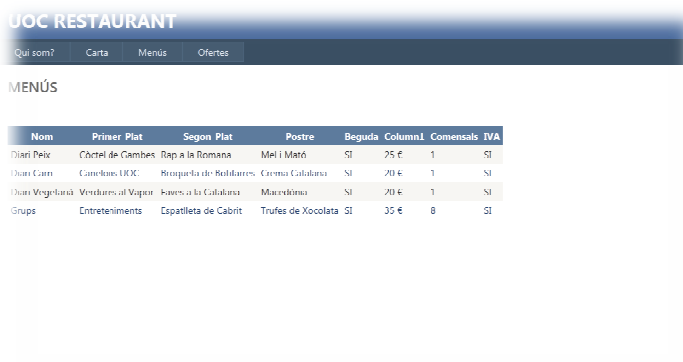 UOC RESTAURANT
Qui som? Carta Menús Ofertes
MENÚS
Nom Primer Plat Segon Plat Postre Beguda Column1 Comensals IVA
Diari Peix Còctel de Gambes Rap a la Romana Mel i Mató SI 25 € 1 SI
Diari Carn Canelons UOC Broqueta de Bolifarres Crema Catalana SI 20 € 1 SI
Diari Vegetarià Verdures al Vapor Faves a la Catalana Macedònia SI 20 € 1 SI
Grups Entreteniments Espatlleta de Cabrit Trufes de Xocolata SI 35 € 8 SI